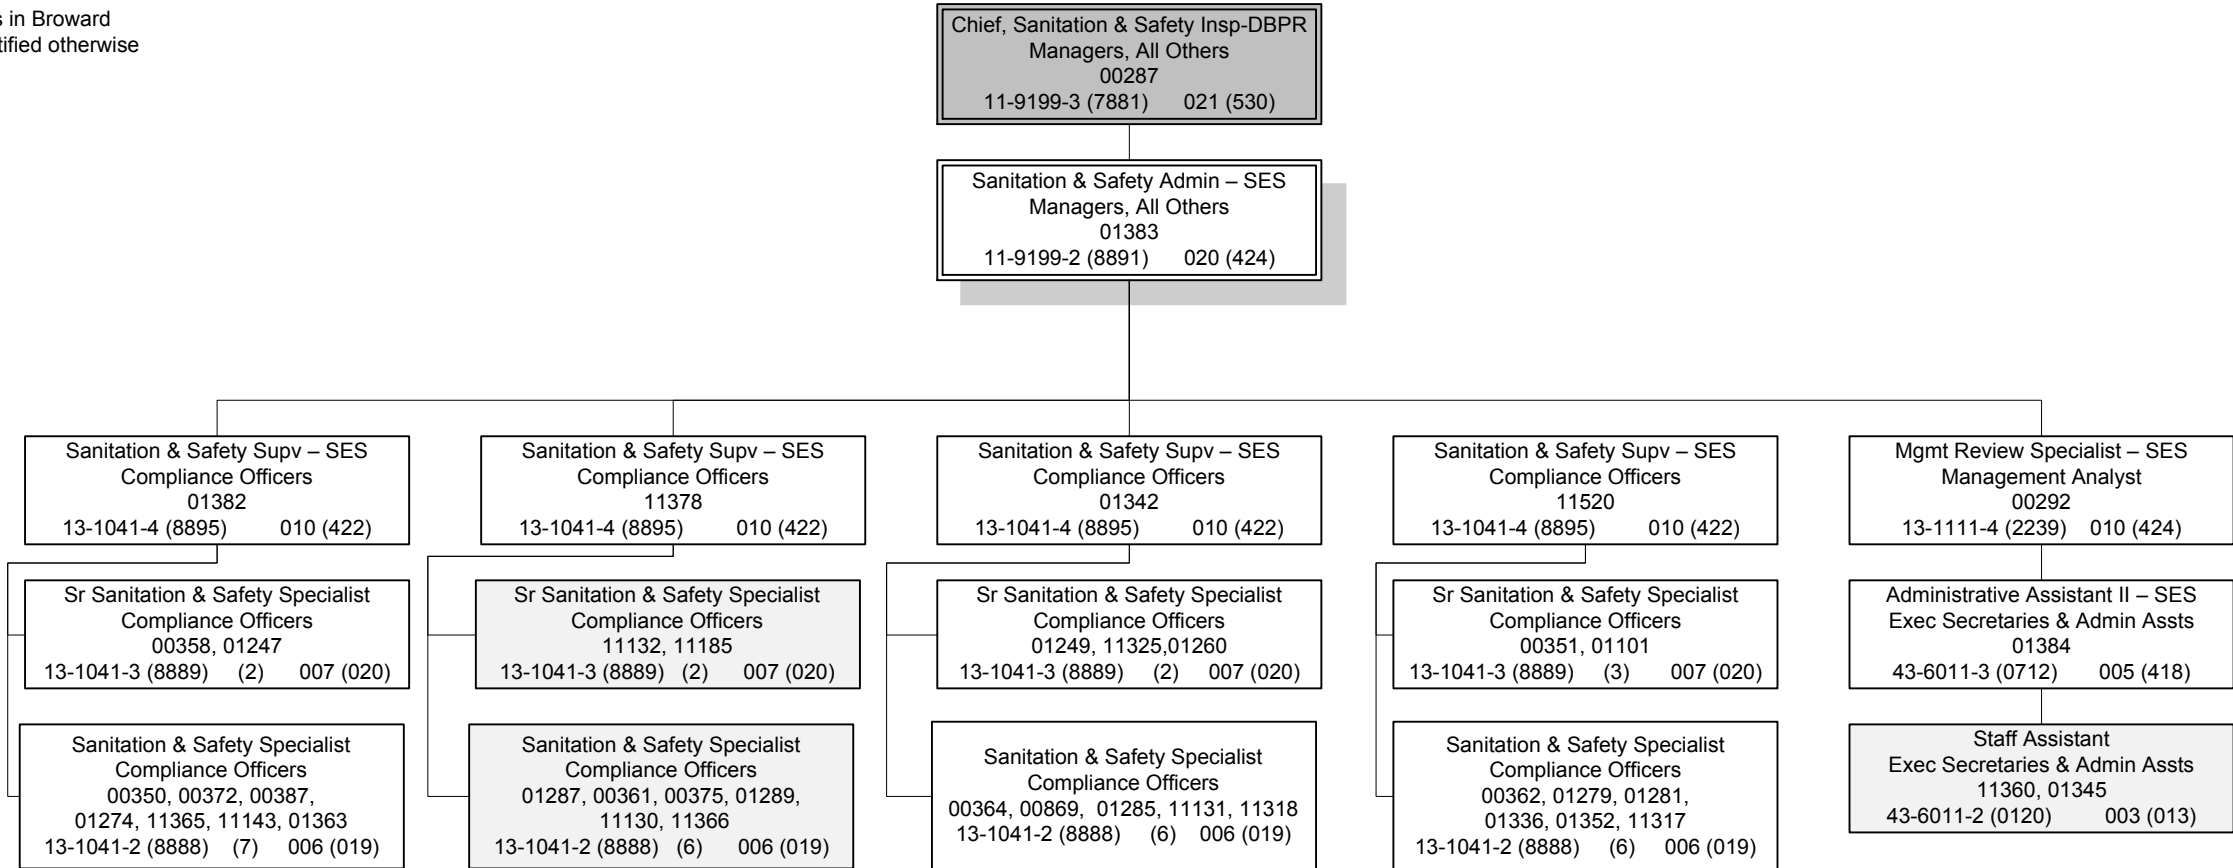 s in Broward
tified otherwise
Chief, Sanitation & Safety Insp-DBPR
Managers, All Others
00287
11-9199-3 (7881) 021 (530)
Sanitation & Safety Admin – SES
Managers, All Others
01383
11-9199-2 (8891) 020 (424)
Sanitation & Safety Supv – SES
Compliance Officers
01382
13-1041-4 (8895) 010 (422)
Sr Sanitation & Safety Specialist
Compliance Officers
00358, 01247
13-1041-3 (8889) (2) 007 (020)
Sanitation & Safety Specialist
Compliance Officers
00350, 00372, 00387,
01274, 11365, 11143, 01363
13-1041-2 (8888) (7) 006 (019)
Sanitation & Safety Supv – SES
Compliance Officers
11378
13-1041-4 (8895) 010 (422)
Sr Sanitation & Safety Specialist
Compliance Officers
11132, 11185
13-1041-3 (8889) (2) 007 (020)
Sanitation & Safety Specialist
Compliance Officers
01287, 00361, 00375, 01289,
11130, 11366
13-1041-2 (8888) (6) 006 (019)
Sanitation & Safety Supv – SES
Compliance Officers
01342
13-1041-4 (8895) 010 (422)
Sr Sanitation & Safety Specialist
Compliance Officers
01249, 11325,01260
13-1041-3 (8889) (2) 007 (020)
Sanitation & Safety Specialist
Compliance Officers
00364, 00869, 01285, 11131, 11318
13-1041-2 (8888) (6) 006 (019)
Sanitation & Safety Supv – SES
Compliance Officers
11520
13-1041-4 (8895) 010 (422)
Sr Sanitation & Safety Specialist
Compliance Officers
00351, 01101
13-1041-3 (8889) (3) 007 (020)
Sanitation & Safety Specialist
Compliance Officers
00362, 01279, 01281,
01336, 01352, 11317
13-1041-2 (8888) (6) 006 (019)
Mgmt Review Specialist – SES
Management Analyst
00292
13-1111-4 (2239) 010 (424)
Administrative Assistant II – SES
Exec Secretaries & Admin Assts
01384
43-6011-3 (0712) 005 (418)
Staff Assistant
Exec Secretaries & Admin Assts
11360, 01345
43-6011-2 (0120) 003 (013)